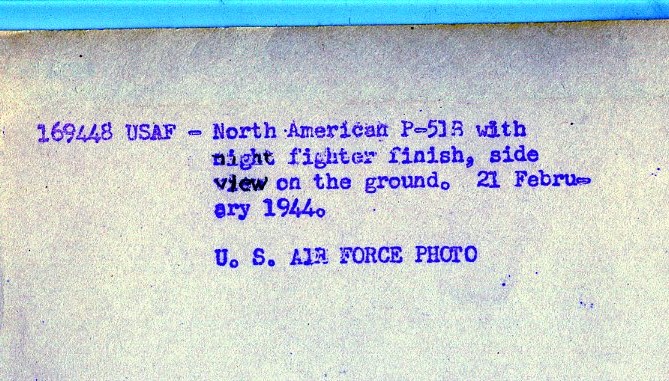 169448 USAF - North American P-51B with
night fighter finish, side
view on the ground. 21 Febru-
ary 1944.
U. S. AIR FORCE PHOTO